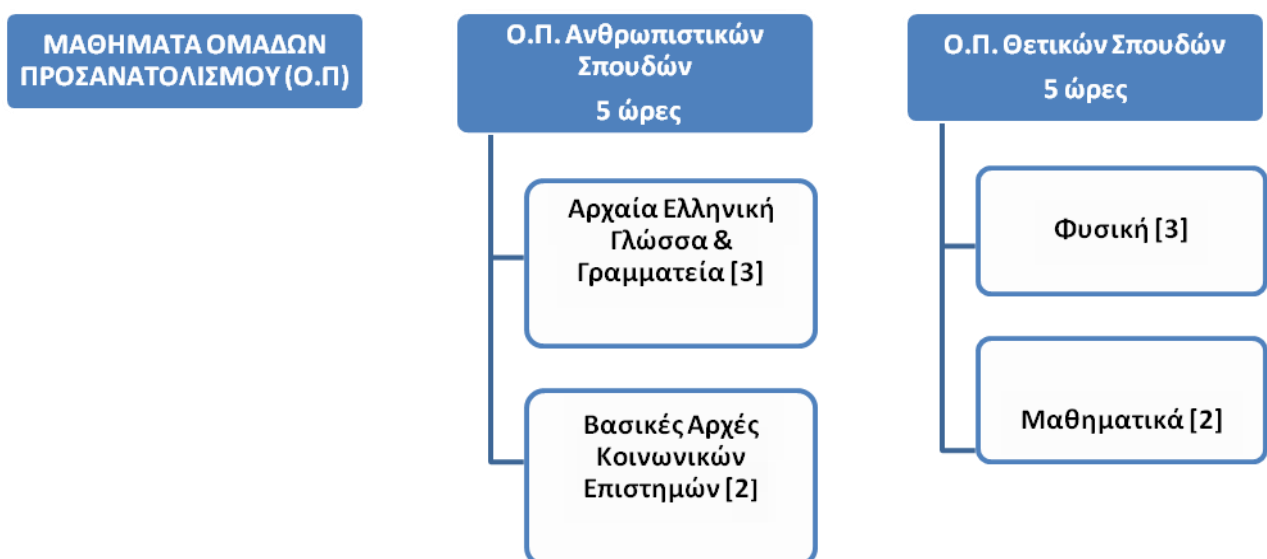 ΜΑΘΗΜΑΤΑ ΟΜΑΔΩΝ
ΠΡΟΣΑΝΑΤΟΛΙΣΜΟΥ (Ο.Π)
Ο.Π. Ανθρωπιστικών
Σπουδών
5 ώρες
Αρχαία Ελληνική
Γλώσσα &
Γραμματεία [3]
Βασικές Αρχές
Κοινωνικών
Επιστημών [2]
Ο.Π. Θετικών Σπουδών
5 ώρες
Φυσική [3]
Μαθηματικά [2]